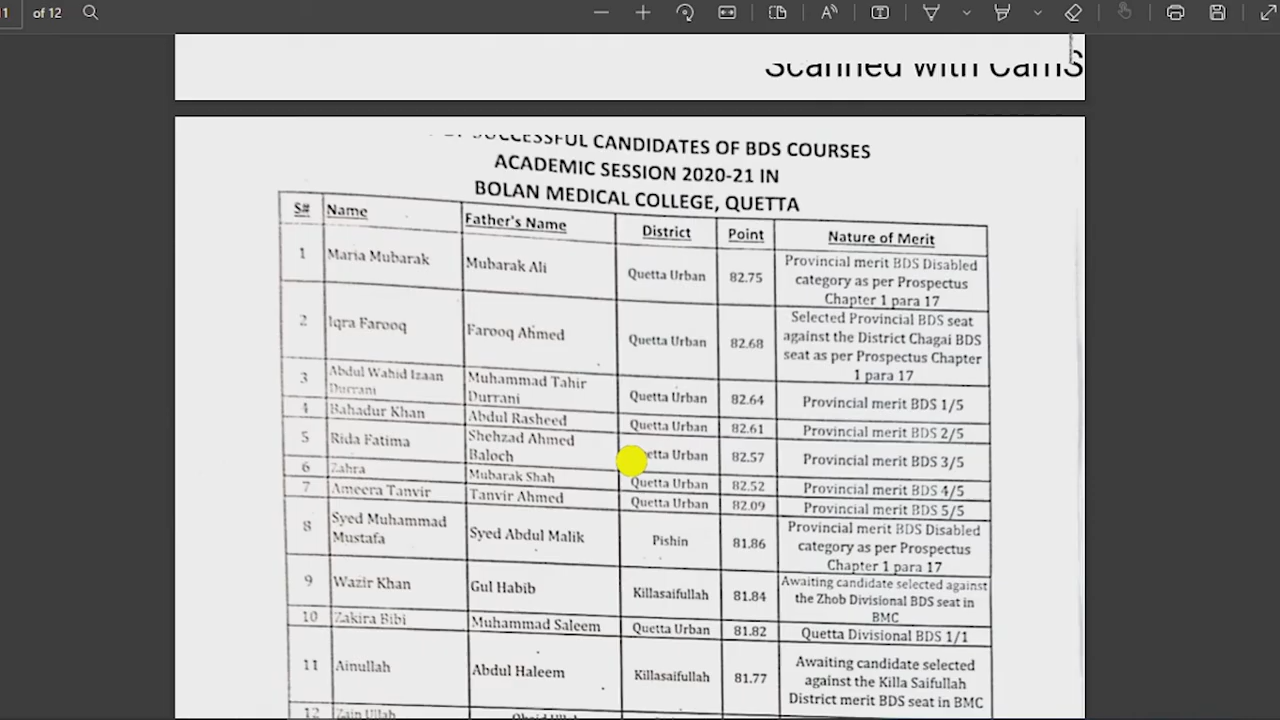 of 12
Scanned with CamS
SUCCESSFUL CANDIDATES OF BDS COURSES
ACADEMIC SESSION 2020-21 IN
BOLAN MEDICAL COLLEGE, QUETTA
S# Name Father's Name District Point Nature of Merit
1 Maria Mubarak Mubarak Ali Quetta Urban 82.75 Provincial merit BDS Disabled
category as per Prospectus
Chapter 1 para 17
2 Iqra Farooq Farooq Ahmed Quetta Urban 82.68 Selected Provincial BDS seat
against the District Chagai BDS
seat as per Prospectus Chapter
1 para 17
3 Abdul Wahid Izaan
Durrani Muhammad Tahir
Durrani Quetta Urban 82.64 Provincial merit BDS 1/5
4 Bahadur Khan Abdul Rasheed Quetta Urban 82.61 Provincial merit BDS 2/5
5 Rida Fatima Shehzad Ahmed
Baloch Urban 82.57 Provincial merit BDS 3/5
6 Zahra Mubarak Shah Quetta Urban 82.52 Provincial merit BDS 4/5
7 Ameera Tanvir Tanvir Ahmed Quetta Urban 82.09 Provincial merit BDS 5/5
8 Syed Muhammad
Mustafa Syed Abdul Malik Pishin 81.86 Provincial merit BDS Disabled
category as per Prospectus
Chapter 1 para 17
9 Wazir Khan Gul Habib Killasaifullah 81.84 Awaiting candidate selected against
the Zhob Divisional BDS seat in
BMC
10 Zakira Bibi Muhammad Saleem Quetta Urban 81.82 Quetta Divisional BDS 1/1
11 Ainullah Abdul Haleem Killasaifullah 81.77 Awaiting candidate selected
against the Killa Saifullah
District merit BDS seat in BMC
12 Zain Ullah